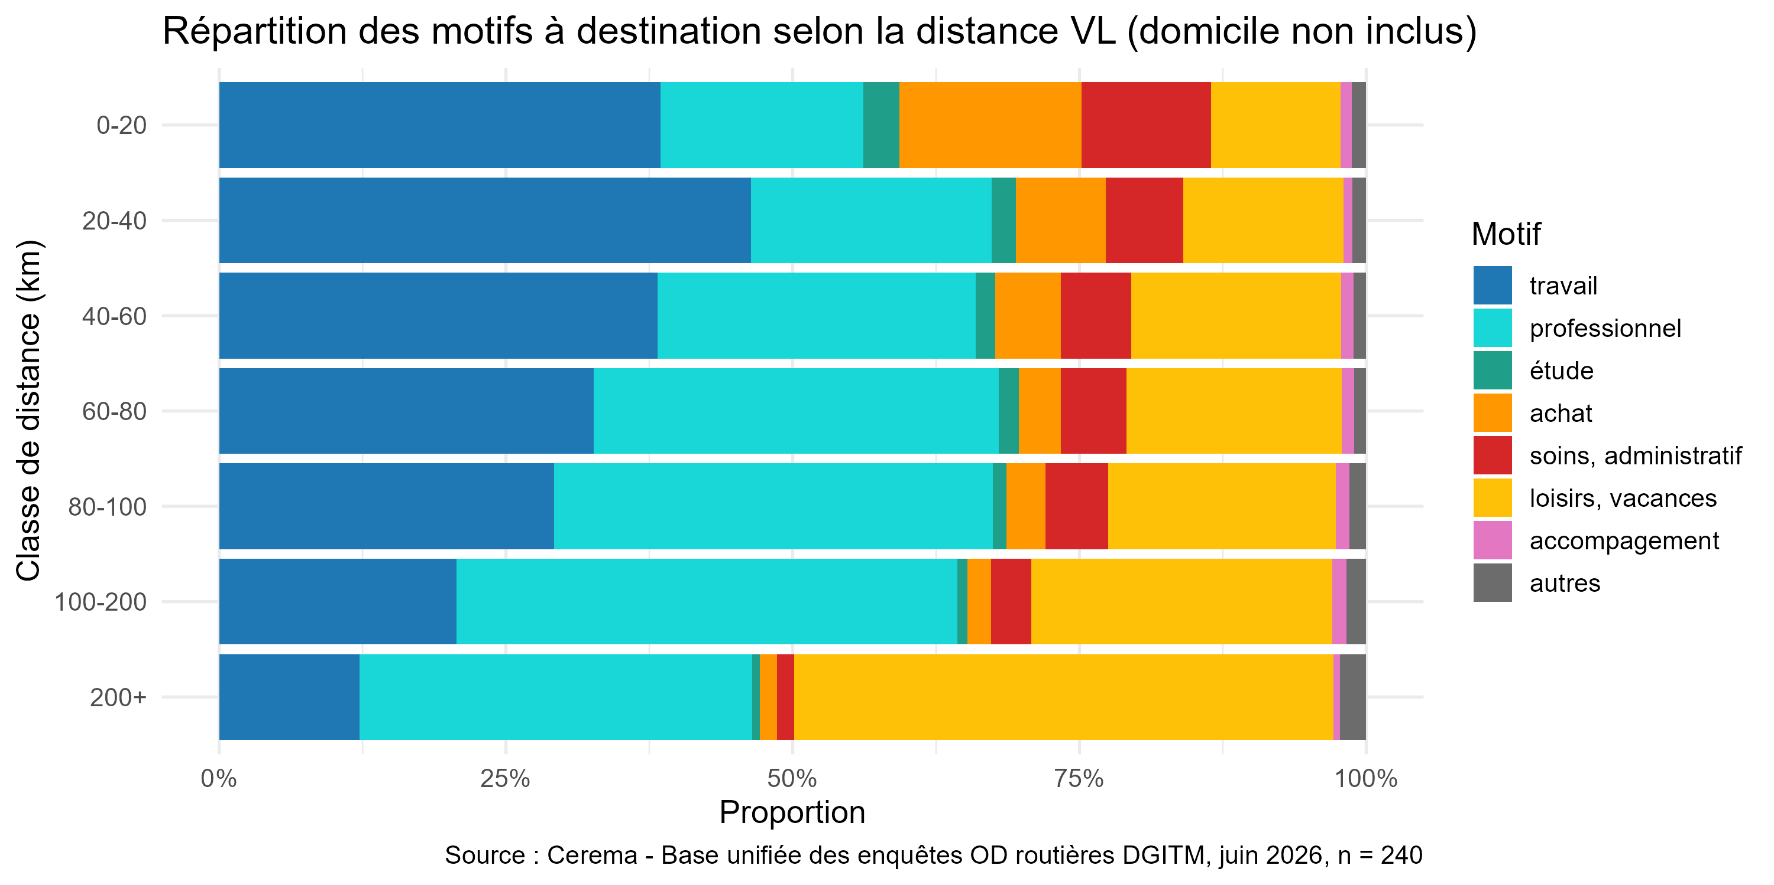 Répartition des motifs à destination selon la distance VL (domicile non inclus)
Classe de distance (km)
0-20
20-40
40-60
60-80
80-100
100-200
200+
0% 25% 50% 75% 100%
Proportion
Motif
travail
professionnel
étude
achat
soins, administratif
loisirs, vacances
accompagement
autres
Source : Cerema - Base unifiée des enquêtes OD routières DGITM, juin 2026, n = 240